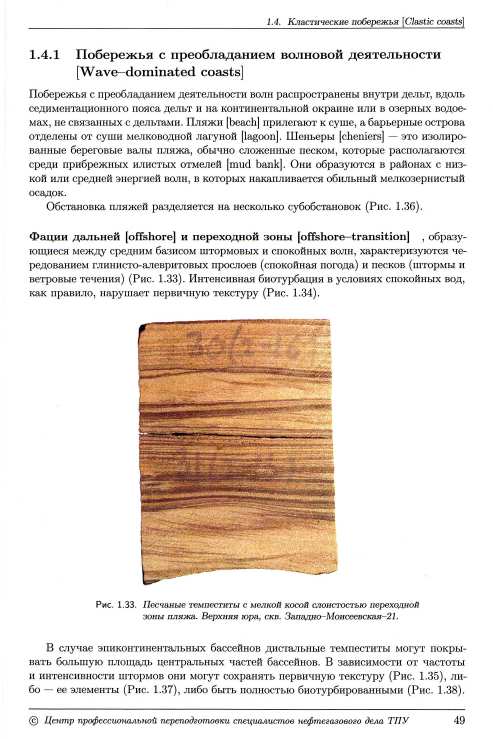 1.4. Кластические побережья [Clastic coasts]
1.4.1 Побережья с преобладанием волновой деятельности
[Wave–dominated coasts]
Побережья с преобладанием деятельности волн распространены внутри дельт, вдоль
седиментационного пояса дельт и на континентальной окраине или в озерных водое-
мах, не связанных с дельтами. Пляжи [beach] прилегают к суше, а барьерные острова
отделены от суши мелководной лагуной [lagoon]. Шеньеры [cheniers] — это изолиро-
ванные береговые валы пляжа, обычно сложенные песком, которые располагаются
среди прибрежных илистых отмелей [mud bank]. Они образуются в районах с низ-
кой или средней энергией волн, в которых накапливается обильный мелкозернистый
осадок.
Обстановка пляжей разделяется на несколько субобстановок (Рис. 1.36).
Фации дальней [offshore] и переходной зоны [offshore–transition] , образу-
ющиеся между средним базисом штормовых и спокойных волн, характеризуются че-
редованием глинисто-алевритовых прослоев (спокойная погода) и песков (штормы и
ветровые течения) (Рис. 1.33). Интенсивная биотурбация в условиях спокойных вод,
как правило, нарушает первичную текстуру (Рис. 1.34).
Рис. 1.33. Песчаные темпеститы с мелкой косой слоистостью переходной
зоны пляжа. Верхняя юра, скв. Западно–Моисеевская–21.
В случае эпиконтинентальных бассейнов дистальные темпеститы могут покры-
вать большую площадь центральных частей бассейнов. В зависимости от частоты
и интенсивности штормов они могут сохранять первичную текстуру (Рис. 1.35), ли-
бо — ее элементы (Рис. 1.37), либо быть полностью биотурбированными (Рис. 1.38).
© Центр профессиональной переподготовки специалистов нефтегазового дела ТПУ 49